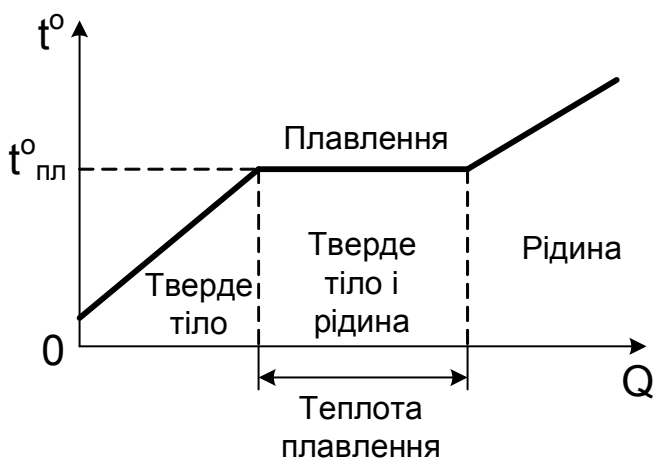 t°
Плавлення
t°пл
Тверде
тіло і
рідина
Рідина
Тверде
тіло
0
Q
Теплота
плавлення